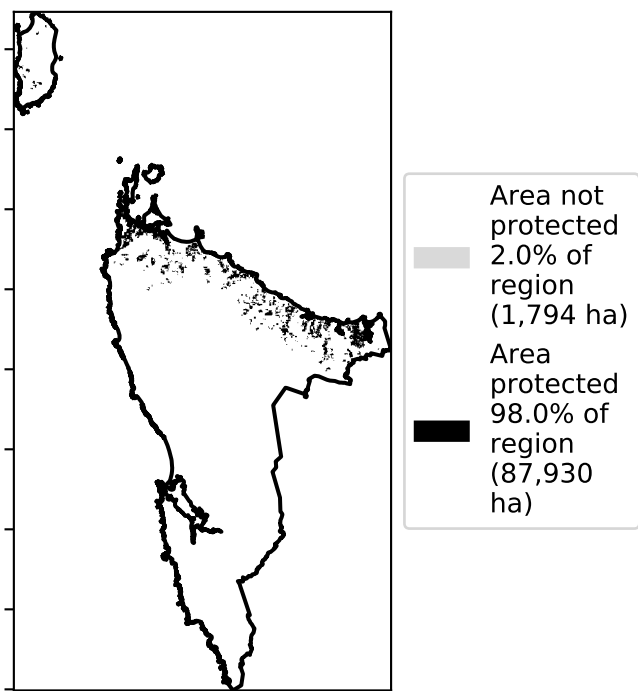 Area not
protected
2.0% of
region
(1,794 ha)
Area
protected
98.0% of
region
(87,930
ha)